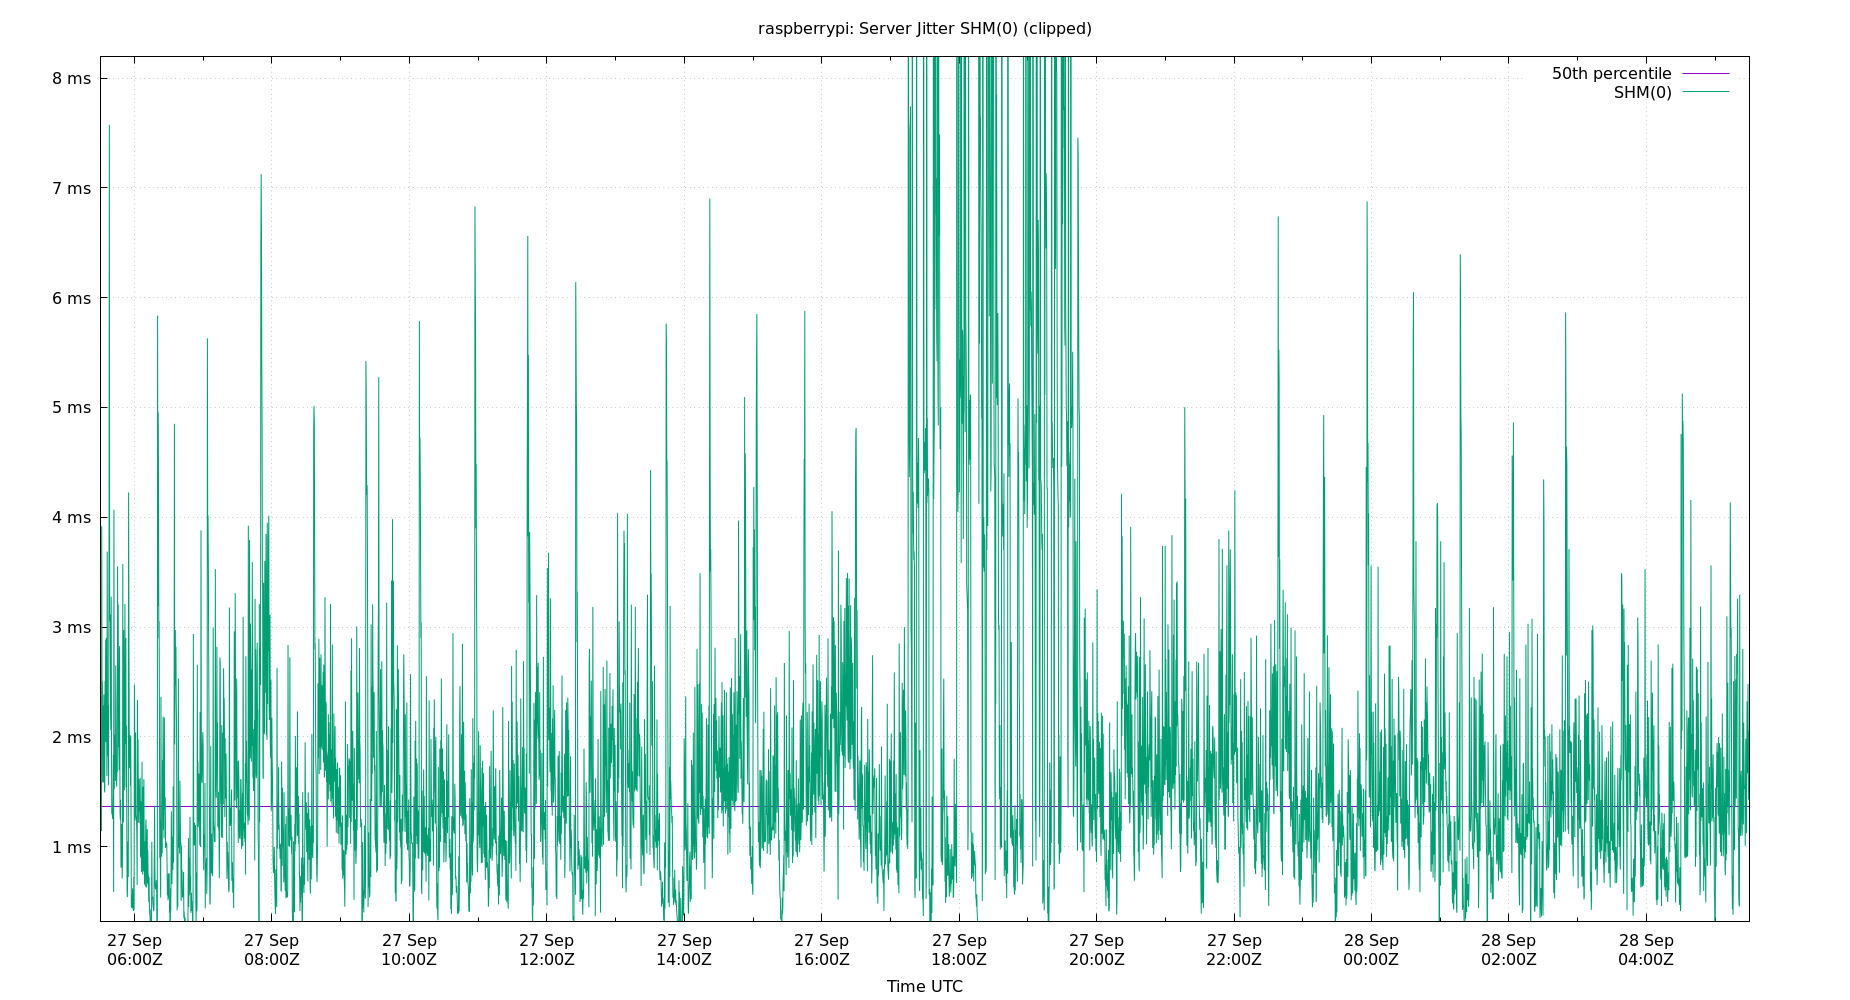 raspberrypi: Server Jitter SHM(0) (clipped)
8 ms
7 ms
6 ms
5 ms
4 ms
3 ms
2 ms
1 ms
50th percentile
SHM(0)
27 Sep 27 Sep 27 Sep 27 Sep 27 Sep 27 Sep 27 Sep 27 Sep 27 Sep 28 Sep 28 Sep 28 Sep
06:00Z 08:00Z 10:00Z 12:00Z 14:00Z 16:00Z 18:00Z 20:00Z 22:00Z 00:00Z 02:00Z 04:00Z
Time UTC